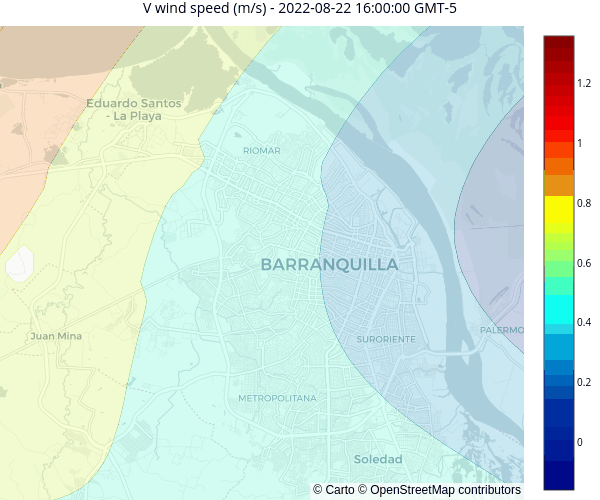 V wind speed (m/s) - 2022-08-22 16:00:00 GMT-5
Eduardo Santos
- La Playa
RIOMAR
BARRANQUILLA
Juan Mina
SURORIENTE
PALERMO
METROPOLITANA
Soledad
© Carto © OpenStreetMap contributors
1.2
1
0.8
0.6
0.4
0.2
0